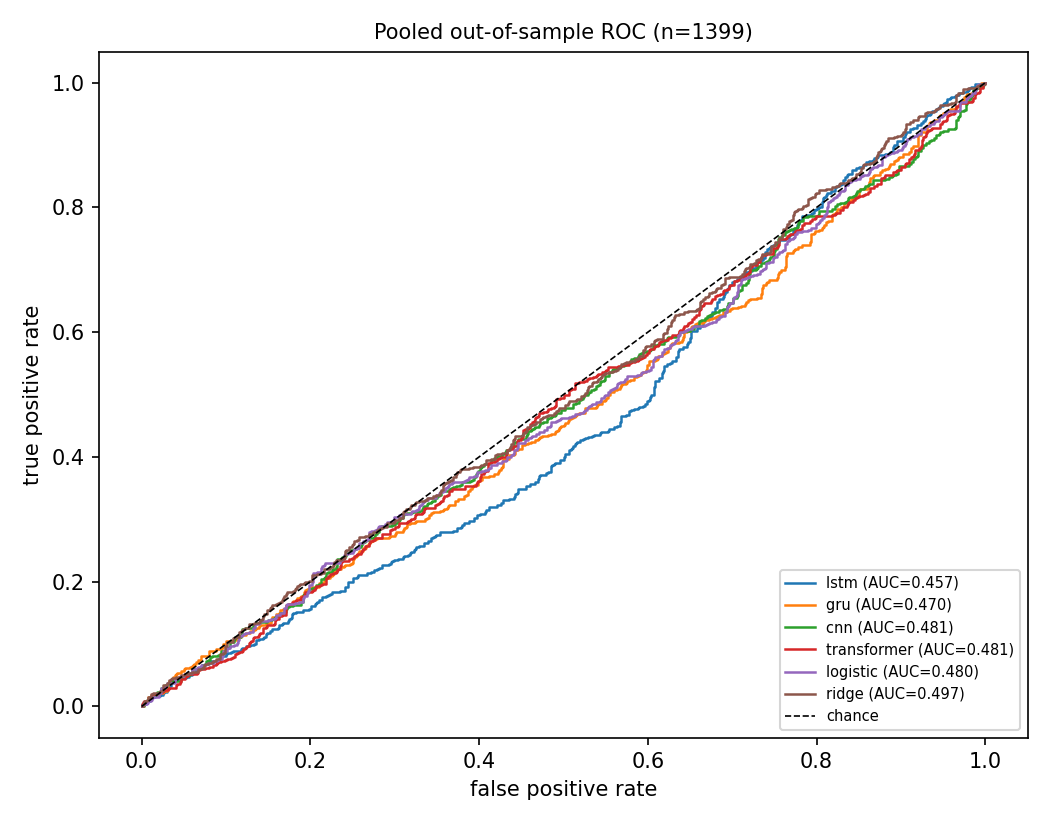 Pooled out-of-sample ROC (n=1399)
true positive rate
1.0
0.8
0.6
0.4
0.2
0.0
0.0 0.2 0.4 0.6 0.8 1.0
false positive rate
lstm (AUC=0.457)
gru (AUC=0.470)
cnn (AUC=0.481)
transformer (AUC=0.481)
logistic (AUC=0.480)
ridge (AUC=0.497)
chance